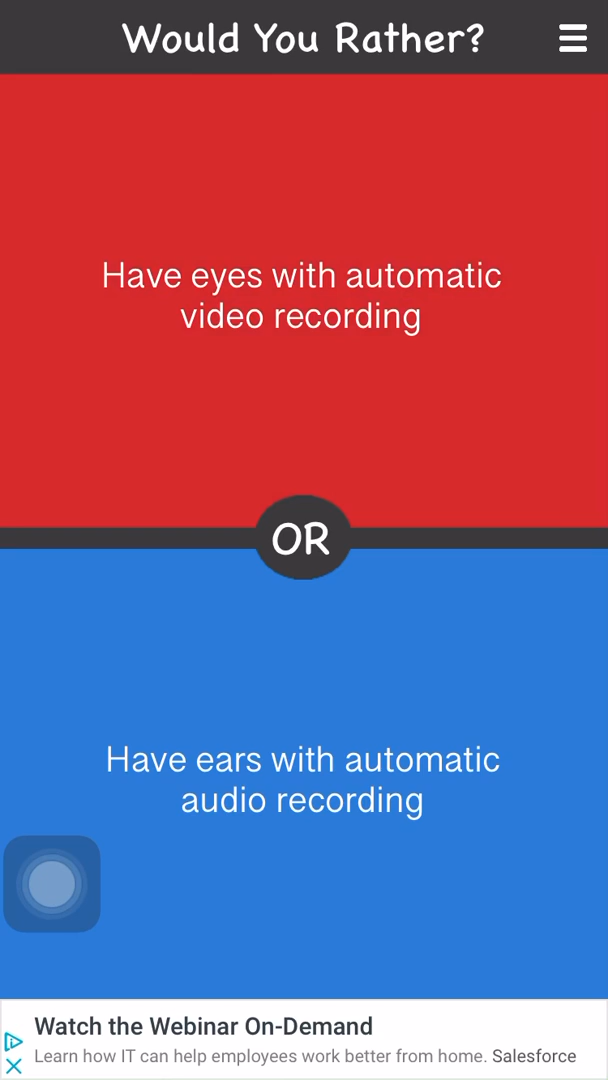 Would You Rather?
Have eyes with automatic
video recording
OR
Have ears with automatic
audio recording
Watch the Webinar On-Demand
Learn how IT can help employees work better from home. Salesforce